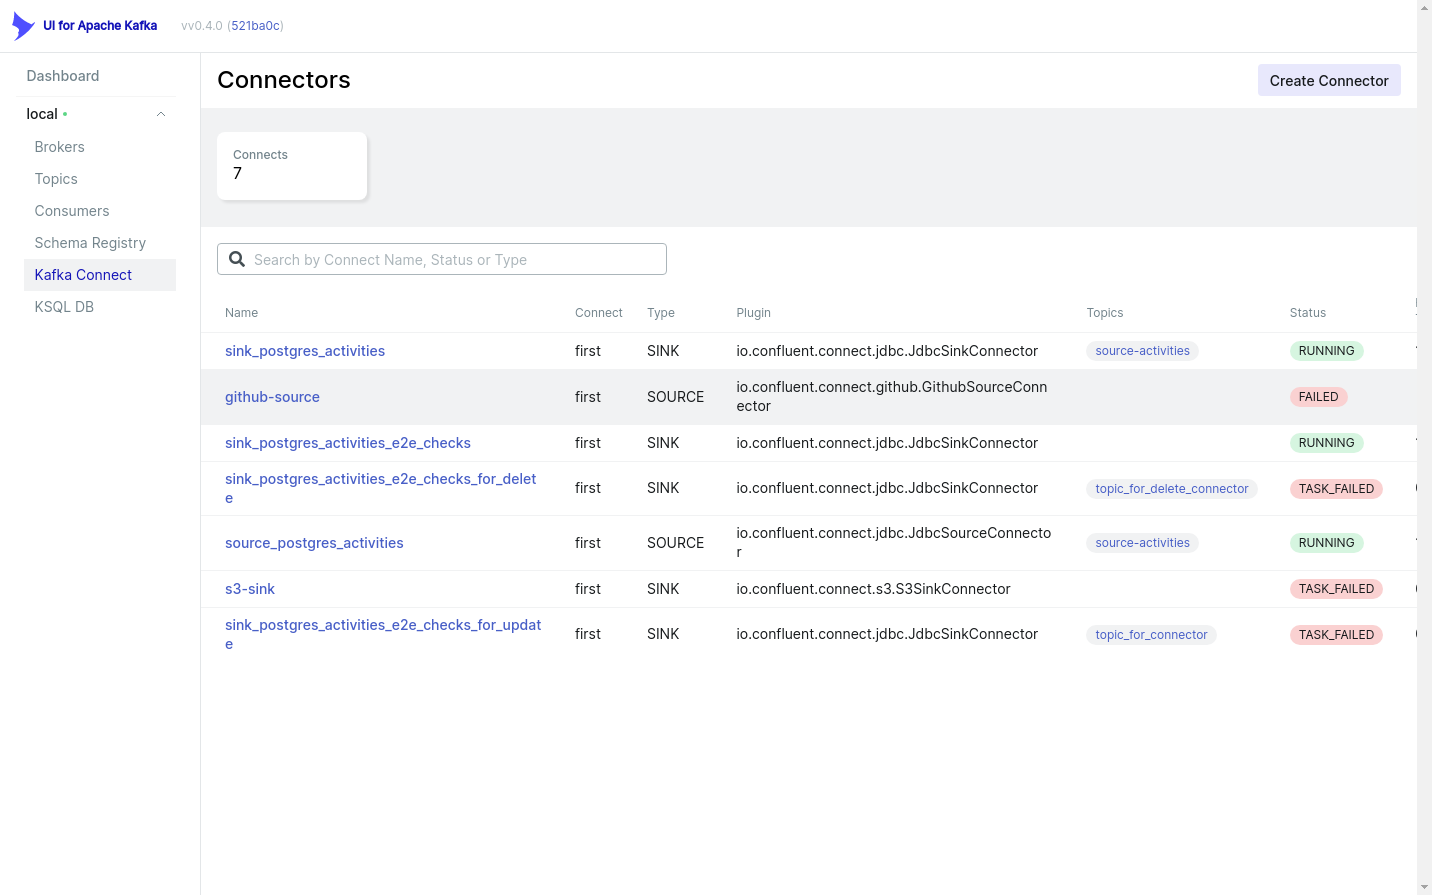 UI for Apache Kafka vv0.4.0 (521ba0c)
Dashboard
local
Brokers
Topics
Consumers
Schema Registry
Kafka Connect
KSQL DB
Connectors
Create Connector
Connects
7
Search by Connect Name, Status or Type
Name Connect Type Plugin Topics Status
sink_postgres_activities first SINK io.confluent.connect.jdbc.JdbcSinkConnector source-activities RUNNING
github-source first SOURCE io.confluent.connect.github.GithubSourceConn
ector FAILED
sink_postgres_activities_e2e_checks first SINK io.confluent.connect.jdbc.JdbcSinkConnector RUNNING
sink_postgres_activities_e2e_checks_for_delet
e first SINK io.confluent.connect.jdbc.JdbcSinkConnector topic_for_delete_connector TASK_FAILED
source_postgres_activities first SOURCE io.confluent.connect.jdbc.JdbcSourceConnecto
r source-activities RUNNING
s3-sink first SINK io.confluent.connect.s3.S3SinkConnector TASK_FAILED
sink_postgres_activities_e2e_checks_for_updat
e first SINK io.confluent.connect.jdbc.JdbcSinkConnector topic_for_connector TASK_FAILED